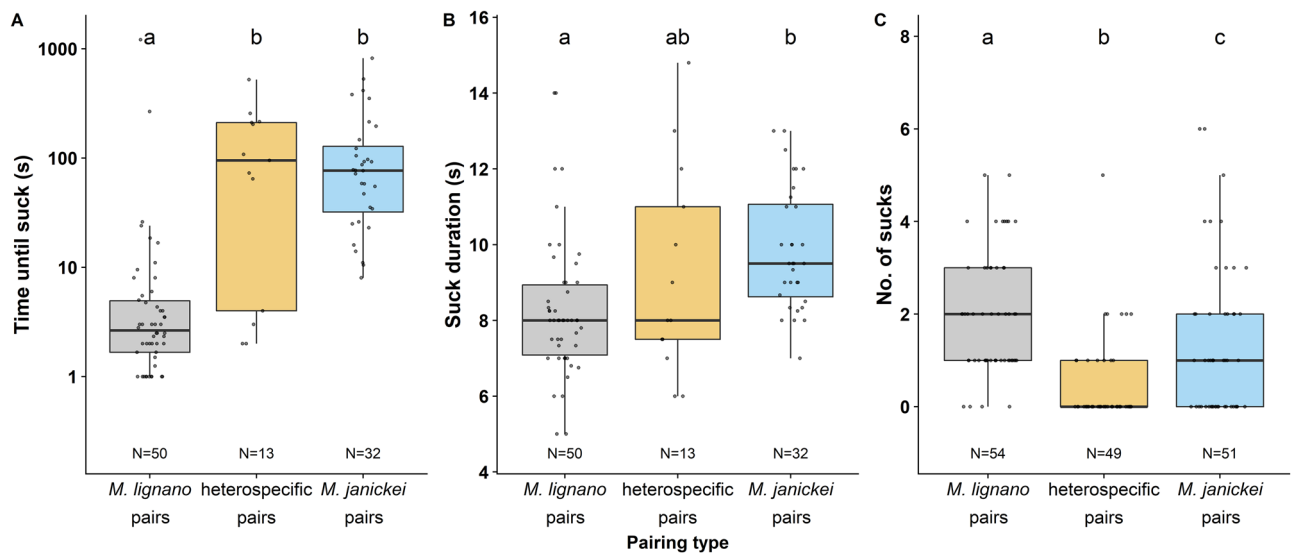 A
Time until suck (s)
1000
100
10
1
a b b
N=50 N=13 N=32
M. lignano pairs
heterospecific pairs
M. janickei pairs
B
Suck duration (s)
16
14
12
10
8
6
4
a ab b
N=50 N=13 N=32
M. lignano pairs
heterospecific pairs
M. janickei pairs
Pairing type
C
No. of sucks
8
6
4
2
0
a b c
N=54 N=49 N=51
M. lignano pairs
heterospecific pairs
M. janickei pairs